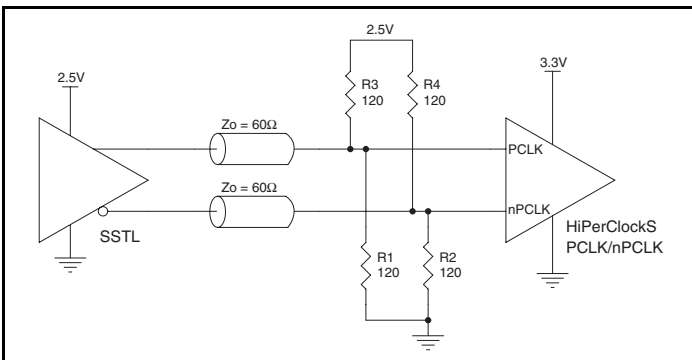 2.5V
2.5V
3.3V
R3
120
R4
120
Zo = 60Ω
PCLK
Zo = 60Ω
nPCLK
SSTL
HiPerClockS
PCLK/nPCLK
R1
120
R2
120